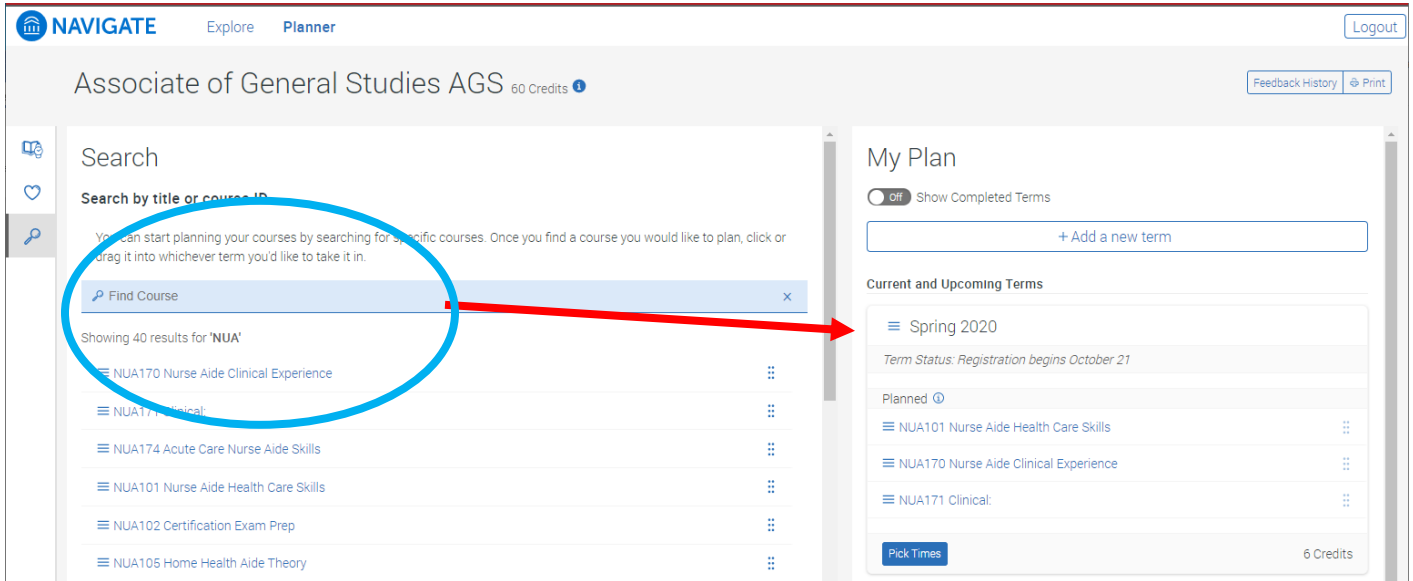 NAVIGATE Explore Planner Logout
Associate of General Studies AGS 60 Credits
Feedback History Print
Search
Search by title or course ID
You can start planning your courses by searching for specific courses. Once you find a course you would like to plan, click or
drag it into whichever term you'd like to take it in.
Find Course
Showing 40 results for 'NUA'
NUA170 Nurse Aide Clinical Experience
NUA171 Clinical:
NUA174 Acute Care Nurse Aide Skills
NUA101 Nurse Aide Health Care Skills
NUA102 Certification Exam Prep
NUA105 Home Health Aide Theory
My Plan
Off Show Completed Terms
+ Add a new term
Current and Upcoming Terms
Spring 2020
Term Status: Registration begins October 21
Planned
NUA101 Nurse Aide Health Care Skills
NUA170 Nurse Aide Clinical Experience
NUA171 Clinical:
Pick Times 6 Credits